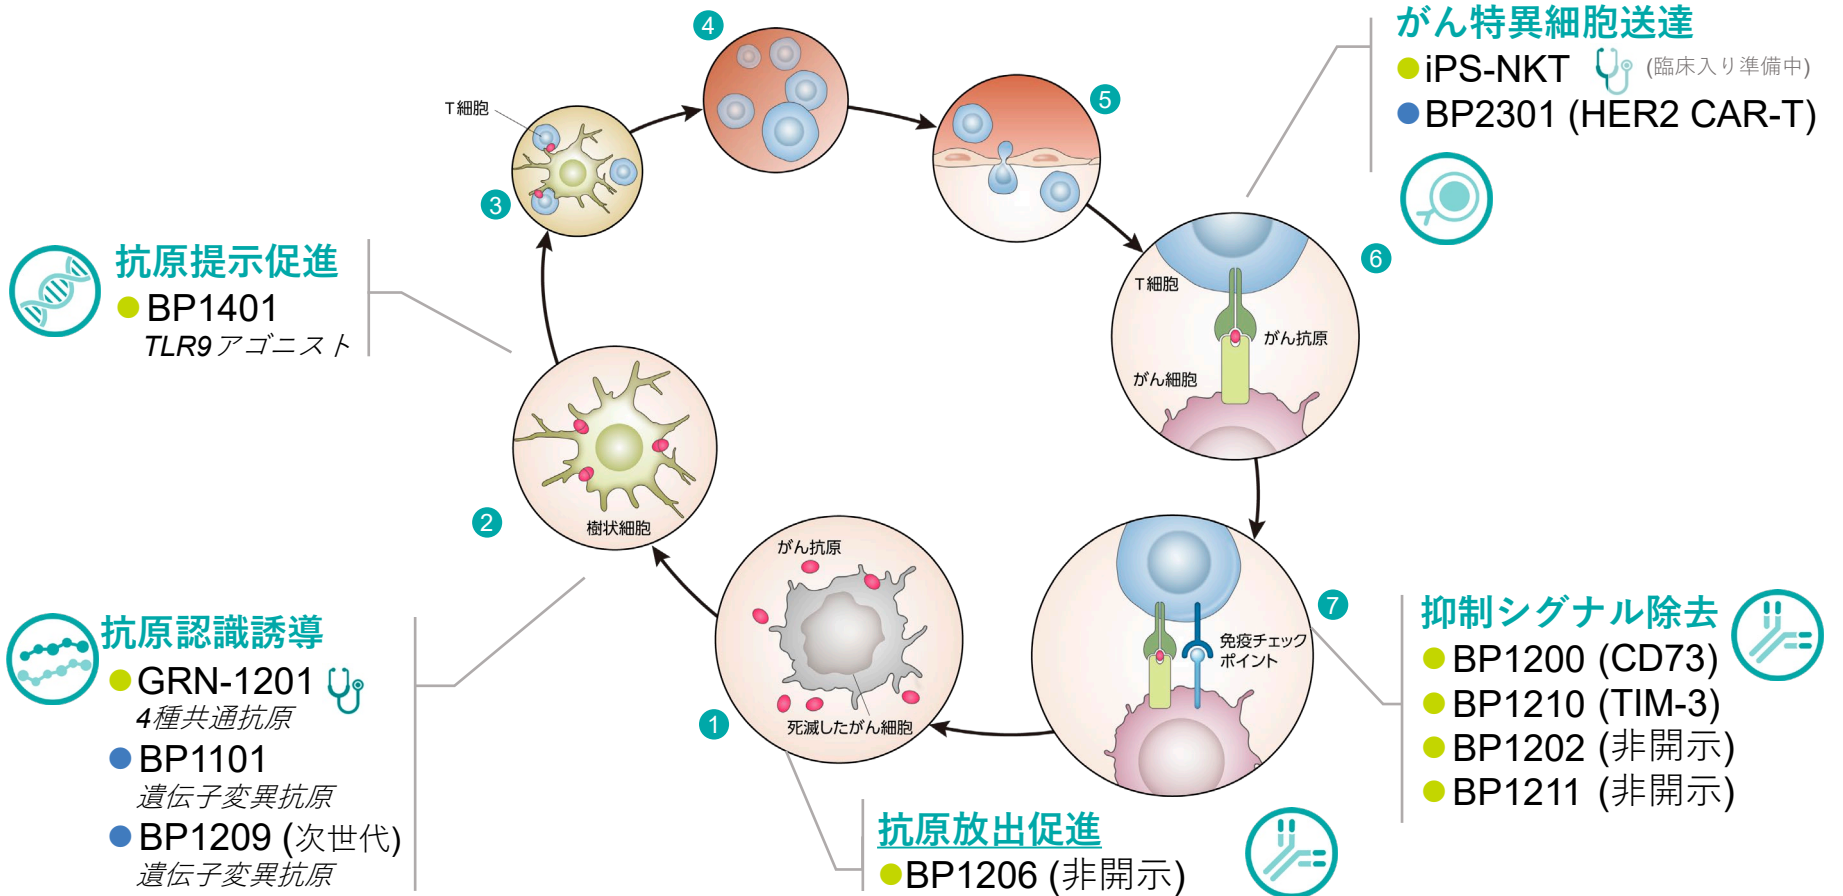 がん特異細胞送達
iPS-NKT (臨床入り準備中)
BP2301 (HER2 CAR-T)
4
5
T細胞
3
6
T細胞
がん抗原
がん細胞
抗原提示促進
BP1401
TLR9アゴニスト
樹状細胞
2
がん抗原
死滅したがん細胞
1
7
免疫チェック
ポイント
抗原認識誘導
GRN-1201
4種共通抗原
BP1101
遺伝子変異抗原
BP1209 (次世代)
遺伝子変異抗原
抗原放出促進
BP1206 (非開示)
抑制シグナル除去
BP1200 (CD73)
BP1210 (TIM-3)
BP1202 (非開示)
BP1211 (非開示)